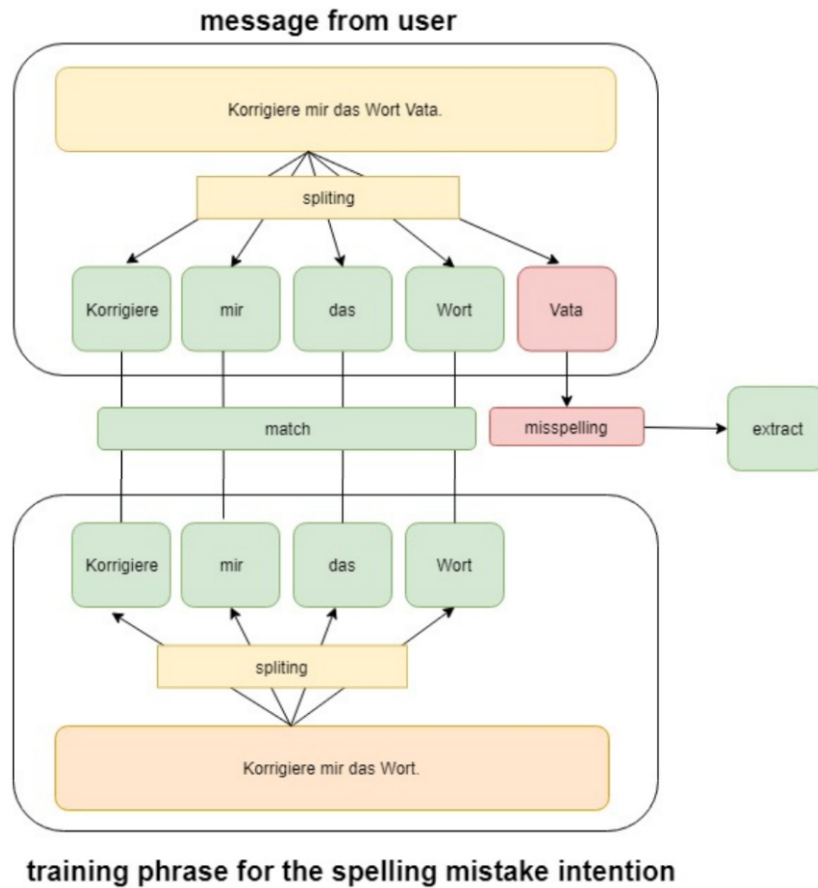 message from user
Korrigiere mir das Wort Vata.
spliting
Korrigiere mir das Wort Vata
match misspelling extract
Korrigiere mir das Wort
spliting
Korrigiere mir das Wort.
training phrase for the spelling mistake intention